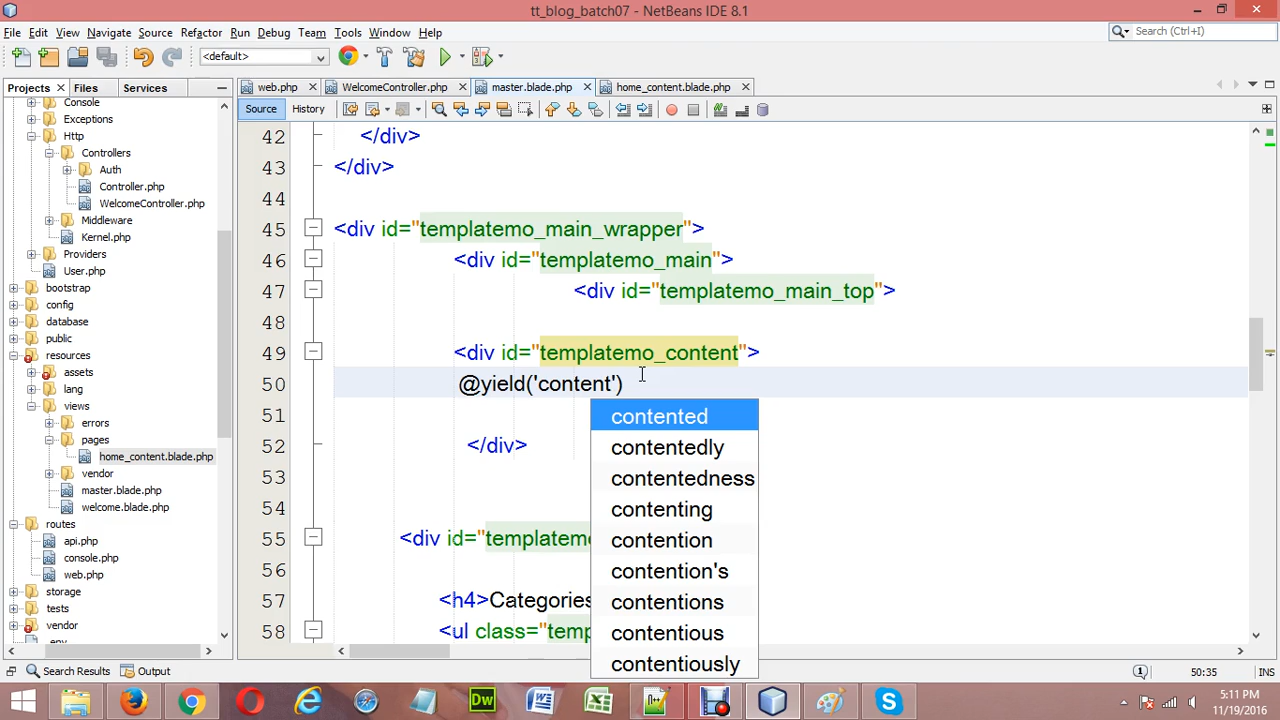 tt_blog_batch07 - NetBeans IDE 8.1
File Edit View Navigate Source Refactor Run Debug Team Tools Window Help
Search (Ctrl+I)
<default>
Projects Files Services
web.php WelcomeController.php master.blade.php home_content.blade.php
Source History
Console
Exceptions
Http
Controllers
Auth
Controller.php
WelcomeController.php
Middleware
Kernel.php
Providers
User.php
bootstrap
config
database
public
resources
assets
lang
views
errors
pages
home_content.blade.php
vendor
master.blade.php
welcome.blade.php
routes
api.php
console.php
web.php
storage
tests
vendor
.env
42 </div>
43 </div>
44
45 <div id="templatemo_main_wrapper">
46 <div id="templatemo_main">
47 <div id="templatemo_main_top">
48
49 <div id="templatemo_content">
50 @yield('content')
51
52 </div>
53
54
55 <div id="templatemo
56
57 <h4>Categories
58 <ul class="temp
contented
contentedly
contentedness
contenting
contention
contention's
contentions
contentious
contentiously
Search Results Output
1 50:35 INS
Dw
5:11 PM
11/19/2016